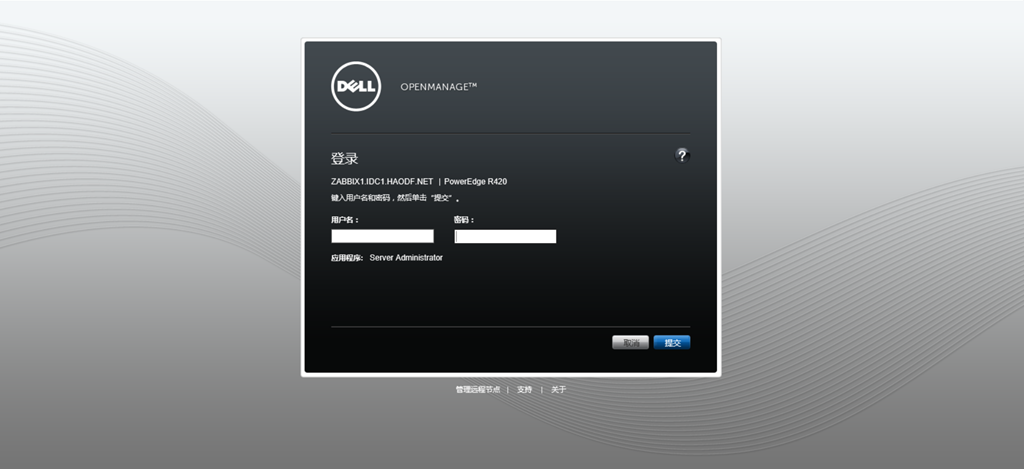 DELL OPENMANAGE™
登录
?
ZABBIX1.IDC1.HAODF.NET | PowerEdge R420
键入用户名和密码，然后单击“提交”。
用户名： 密码：
应用程序: Server Administrator
取消 提交
管理远程节点 | 支持 | 关于